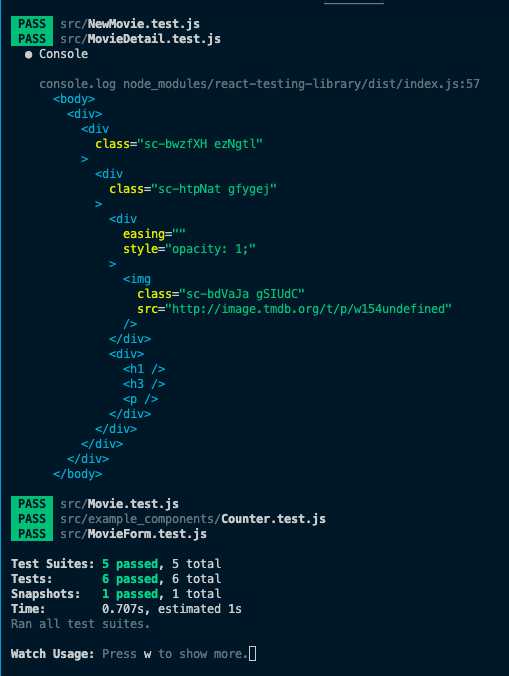 PASS src/NewMovie.test.js
PASS src/MovieDetail.test.js
● Console
console.log node_modules/react-testing-library/dist/index.js:57
<body>
<div>
<div
class="sc-bwzfXH ezNgtl"
>
<div
class="sc-htpNat gfygej"
>
<div
easing=""
style="opacity: 1;"
>
<img
class="sc-bdVaJa gSIUdC"
src="http://image.tmdb.org/t/p/w154undefined"
/>
</div>
<div>
<h1 />
<h3 />
<p />
</div>
</div>
</div>
</div>
</body>
PASS src/Movie.test.js
PASS src/example_components/Counter.test.js
PASS src/MovieForm.test.js
Test Suites: 5 passed, 5 total
Tests: 6 passed, 6 total
Snapshots: 1 passed, 1 total
Time: 0.707s, estimated 1s
Ran all test suites.
Watch Usage: Press w to show more.